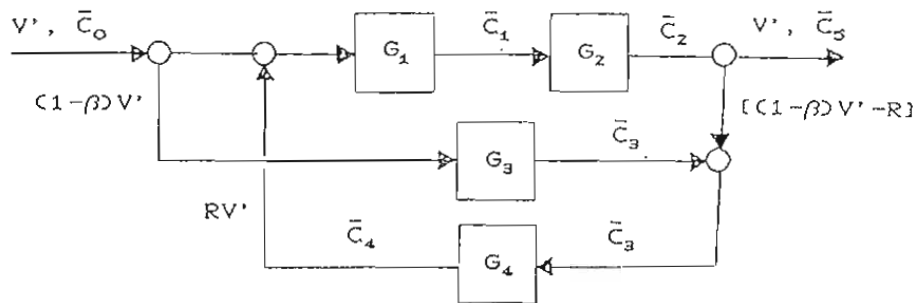 V', C̄₀
G₁
C̄₁
G₂
C̄₂
V', C̄₅
(1-β)V'
[(1-β)V'-R]
G₃
C̄₃
RV'
C̄₄
G₄
C̄₃